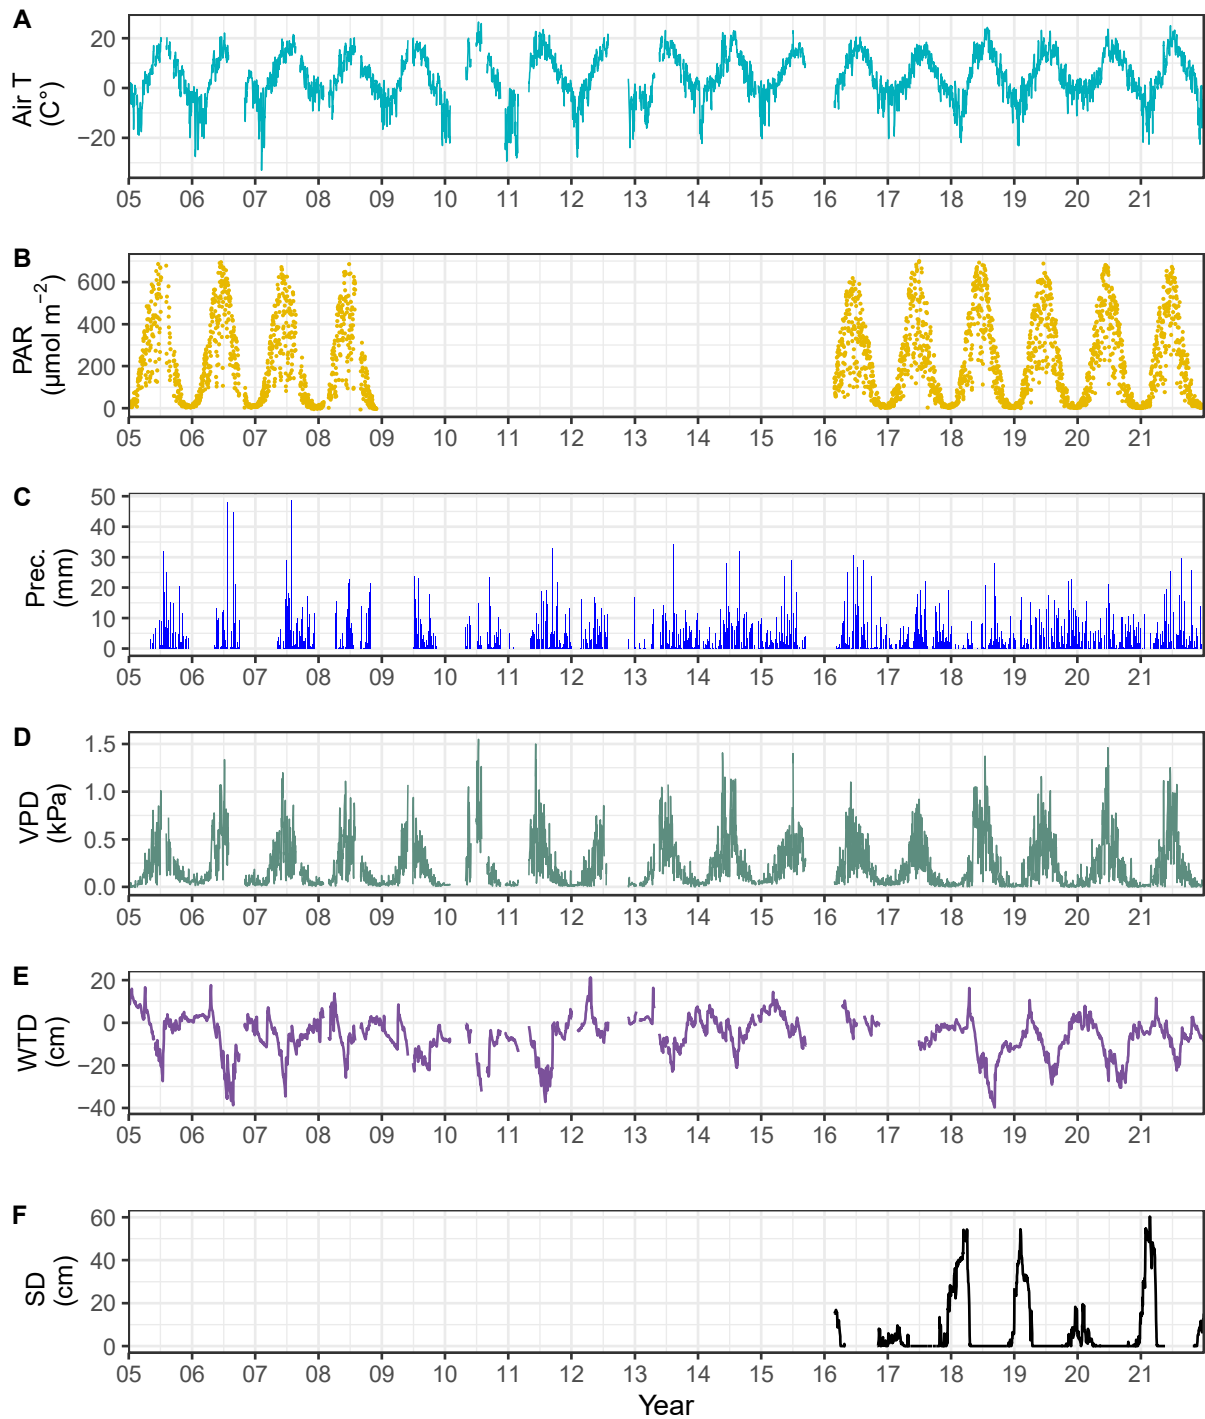 A
Air T
(C°)
20
0
−20
05 06 07 08 09 10 11 12 13 14 15 16 17 18 19 20 21
B
PAR
(μmol m−2)
600
400
200
0
05 06 07 08 09 10 11 12 13 14 15 16 17 18 19 20 21
C
Prec.
(mm)
50
40
30
20
10
0
05 06 07 08 09 10 11 12 13 14 15 16 17 18 19 20 21
D
VPD
(kPa)
1.5
1.0
0.5
0.0
05 06 07 08 09 10 11 12 13 14 15 16 17 18 19 20 21
E
WTD
(cm)
20
0
−20
−40
05 06 07 08 09 10 11 12 13 14 15 16 17 18 19 20 21
F
SD
(cm)
60
40
20
0
05 06 07 08 09 10 11 12 13 14 15 16 17 18 19 20 21
Year